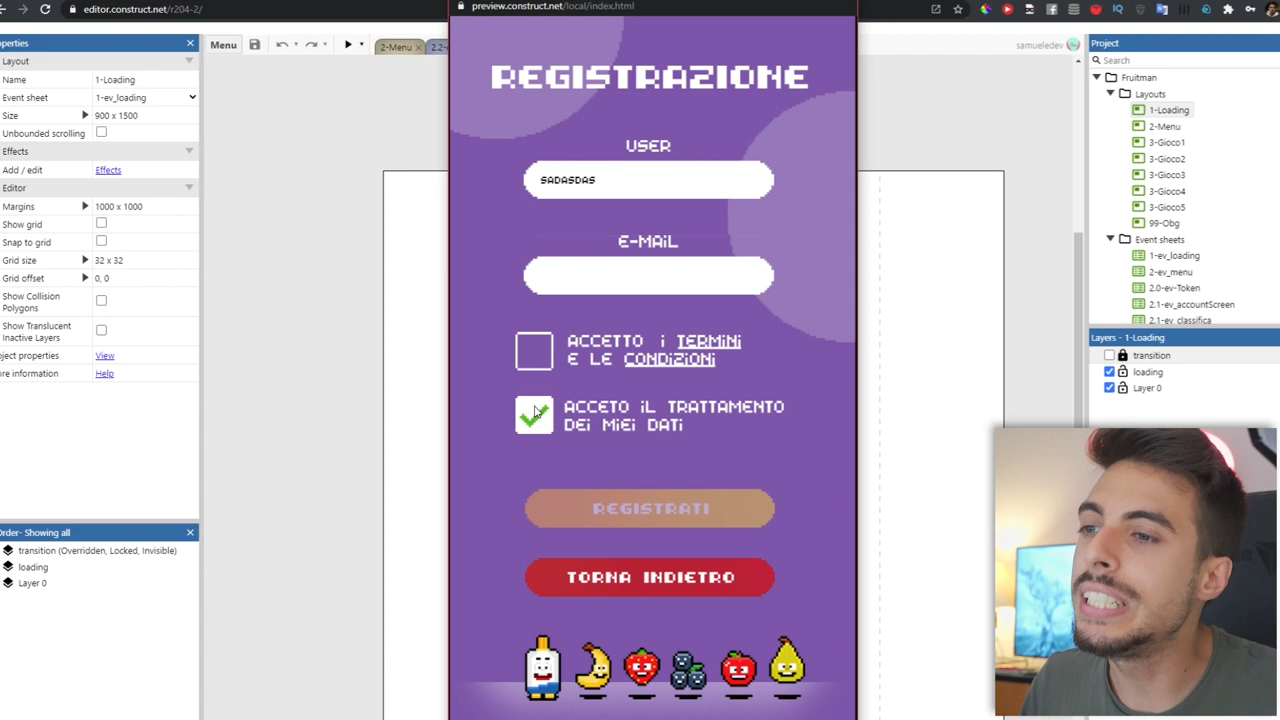 editor.construct.net/r204-2/
preview.construct.net/local/index.html
operties
Layout
Name 1-Loading
Event sheet 1-ev_loading
Size 900 x 1500
Unbounded scrolling
Effects
Add / edit Effects
Editor
Margins 1000 x 1000
Show grid
Snap to grid
Grid size 32 x 32
Grid offset 0, 0
Show Collision
Polygons
Show Translucent
Inactive Layers
oject properties View
ore information Help
Order- Showing all
transition (Overridden, Locked, Invisible)
loading
Layer 0
Menu
2-Menu
2.2-
samueledev
REGISTRAZIONE
USER
SADASDAS
E-MAiL
ACCETTO i TERMiNi
E LE CONDiZiONi
ACCETO iL TRATTAMENTO
DEi MiEi DATi
REGISTRATI
TORNA INDIETRO
Project
Search
Fruitman
Layouts
1-Loading
2-Menu
3-Gioco1
3-Gioco2
3-Gioco3
3-Gioco4
3-Gioco5
99-Obg
Event sheets
1-ev_loading
2-ev_menu
2.0-ev-Token
2.1-ev_accountScreen
2.1-ev_classifica
Layers - 1-Loading
transition
loading
Layer 0